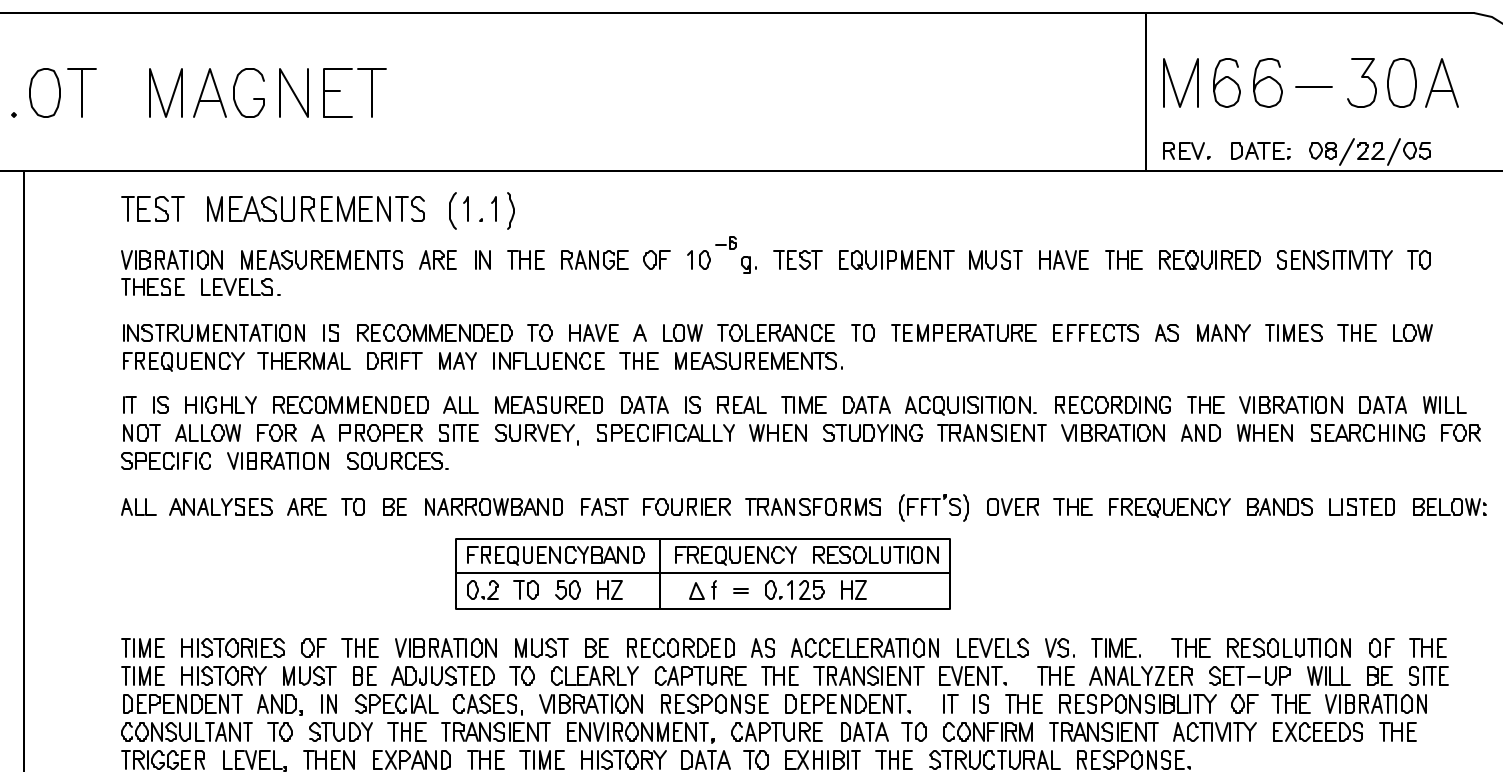 .OT MAGNET
M66-30A
REV. DATE: 08/22/05
TEST MEASUREMENTS (1.1)
VIBRATION MEASUREMENTS ARE IN THE RANGE OF 10⁻⁶g. TEST EQUIPMENT MUST HAVE THE REQUIRED SENSITIVITY TO
THESE LEVELS.
INSTRUMENTATION IS RECOMMENDED TO HAVE A LOW TOLERANCE TO TEMPERATURE EFFECTS AS MANY TIMES THE LOW
FREQUENCY THERMAL DRIFT MAY INFLUENCE THE MEASUREMENTS.
IT IS HIGHLY RECOMMENDED ALL MEASURED DATA IS REAL TIME DATA ACQUISITION. RECORDING THE VIBRATION DATA WILL
NOT ALLOW FOR A PROPER SITE SURVEY, SPECIFICALLY WHEN STUDYING TRANSIENT VIBRATION AND WHEN SEARCHING FOR
SPECIFIC VIBRATION SOURCES.
ALL ANALYSES ARE TO BE NARROWBAND FAST FOURIER TRANSFORMS (FFT'S) OVER THE FREQUENCY BANDS LISTED BELOW:
FREQUENCYBAND FREQUENCY RESOLUTION
0.2 TO 50 HZ Δf = 0.125 HZ
TIME HISTORIES OF THE VIBRATION MUST BE RECORDED AS ACCELERATION LEVELS VS. TIME. THE RESOLUTION OF THE
TIME HISTORY MUST BE ADJUSTED TO CLEARLY CAPTURE THE TRANSIENT EVENT. THE ANALYZER SET-UP WILL BE SITE
DEPENDENT AND, IN SPECIAL CASES, VIBRATION RESPONSE DEPENDENT. IT IS THE RESPONSIBLITY OF THE VIBRATION
CONSULTANT TO STUDY THE TRANSIENT ENVIRONMENT, CAPTURE DATA TO CONFIRM TRANSIENT ACTIVITY EXCEEDS THE
TRIGGER LEVEL, THEN EXPAND THE TIME HISTORY DATA TO EXHIBIT THE STRUCTURAL RESPONSE.